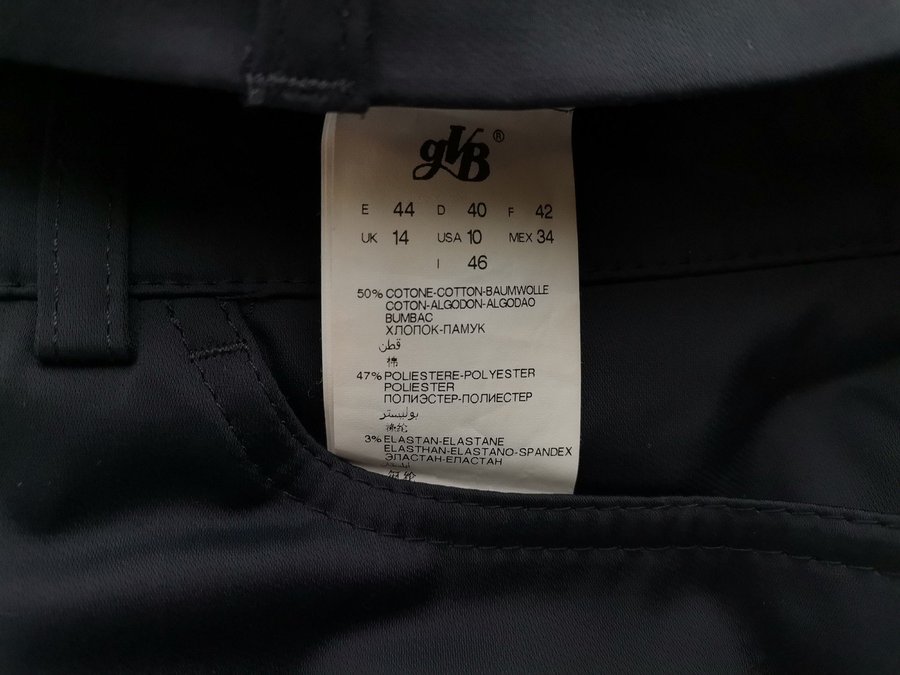 gVB®
E 44 D 40 F 42
UK 14 USA 10 MEX 34
I 46
50% COTONE-COTTON-BAUMWOLLE
COTON-ALGODON-ALGODAO
BUMBAC
ХЛОПОК-ПАМУК
قطن
棉
47% POLIESTERE-POLYESTER
POLIESTER
ПОЛИЭСТЕР-ПОЛИЕСТЕР
بوليستر
3% ELASTAN-ELASTANE
ELASTHAN-ELASTANO-SPANDEX
ЭЛАСТАН-ЕЛАСТАН